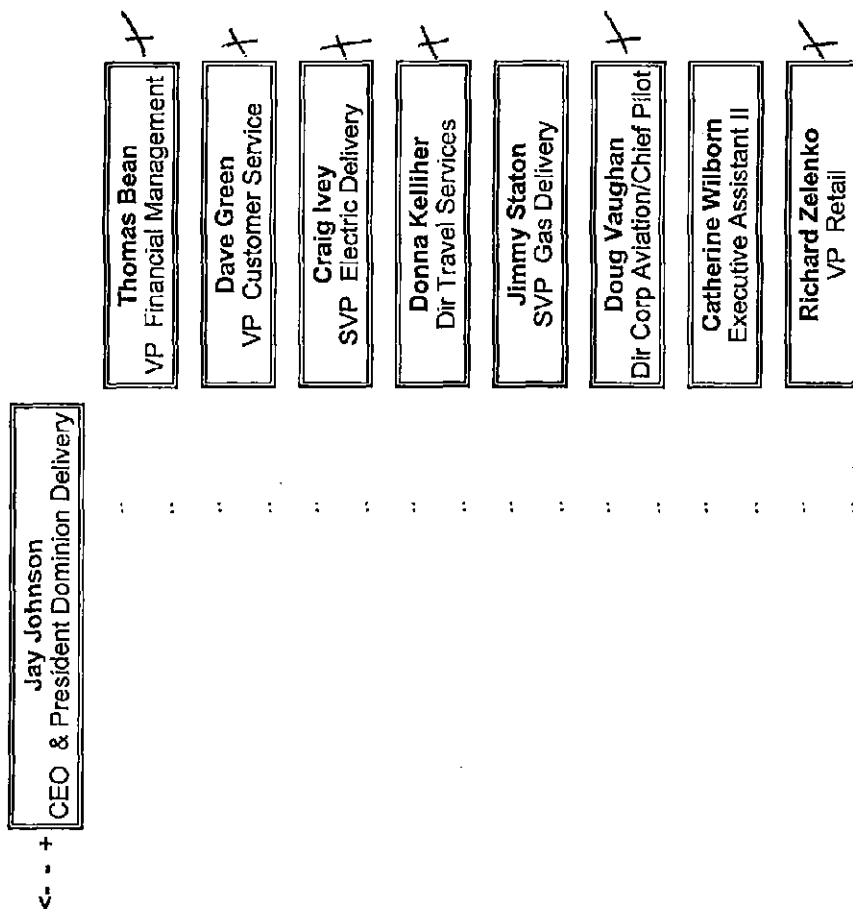 <- - +
Jay Johnson
CEO & President Dominion Delivery
Thomas Bean
VP Financial Management
X
Dave Green
VP Customer Service
X
Craig Ivey
SVP Electric Delivery
X
Donna Kelliher
Dir Travel Services
X
Jimmy Staton
SVP Gas Delivery
Doug Vaughan
Dir Corp Aviation/Chief Pilot
X
Catherine Wilborn
Executive Assistant II
Richard Zelenko
VP Retail
X